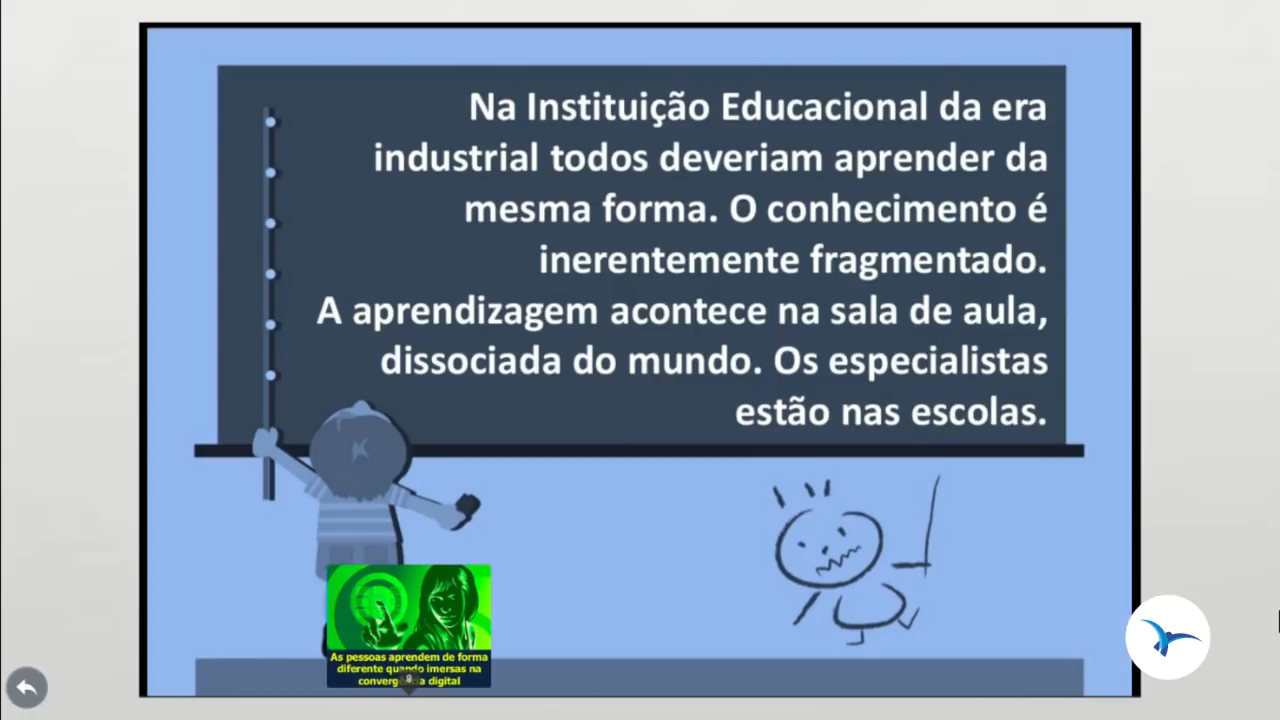 Na Instituição Educacional da era
industrial todos deveriam aprender da
mesma forma. O conhecimento é
inerentemente fragmentado.
A aprendizagem acontece na sala de aula,
dissociada do mundo. Os especialistas
estão nas escolas.
As pessoas aprendem de forma
diferente quando imersas na
convergência digital
9